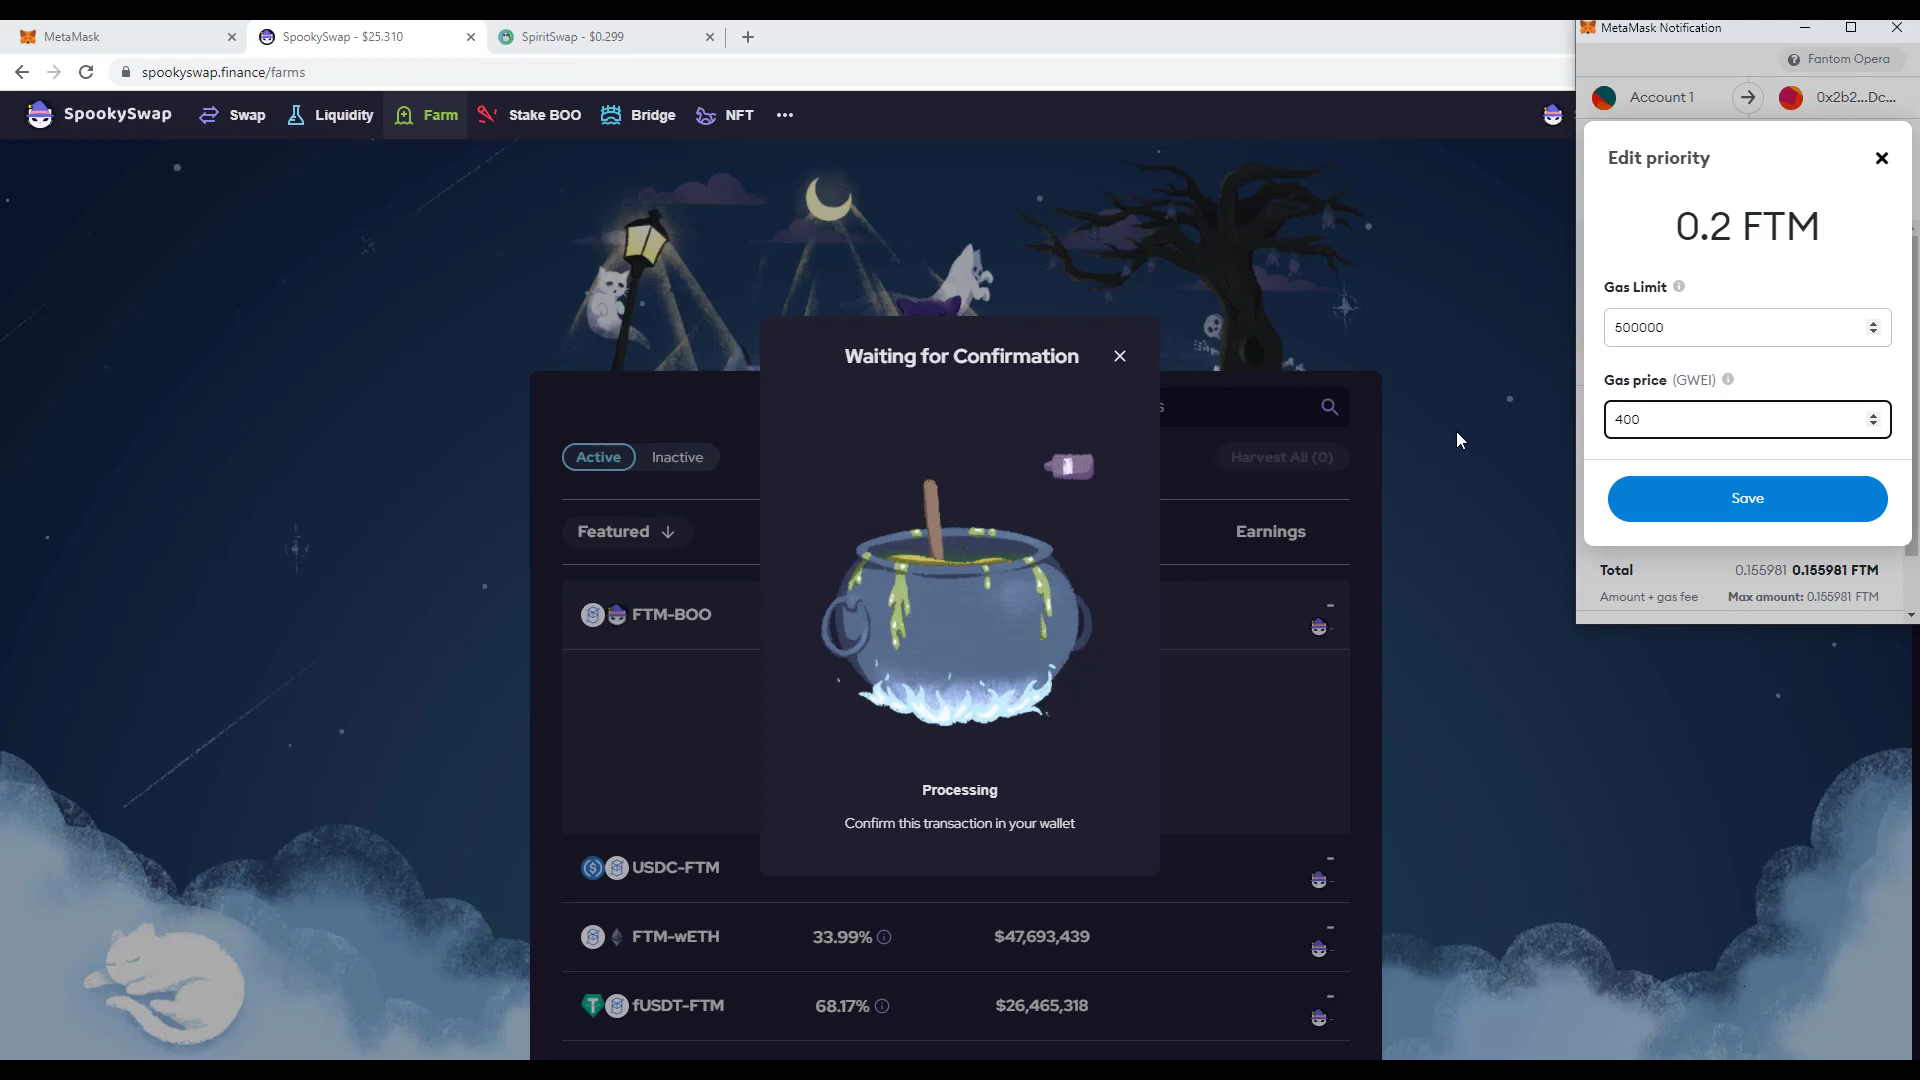 MetaMask
SpookySwap - $25.310
SpiritSwap - $0.299
spookyswap.finance/farms
SpookySwap
Swap
Liquidity
Farm
Stake BOO
Bridge
NFT
MetaMask Notification
Fantom Opera
Account 1
0x2b2...Dc...
Edit priority
0.2 FTM
Gas Limit
500000
Gas price (GWEI)
400
Save
Total
0.155981 0.155981 FTM
Amount + gas fee
Max amount: 0.155981 FTM
Waiting for Confirmation
Processing
Confirm this transaction in your wallet
s
Active
Inactive
Harvest All (0)
Featured
Earnings
FTM-BOO
-
USDC-FTM
-
FTM-wETH
33.99%
$47,693,439
-
fUSDT-FTM
68.17%
$26,465,318
-